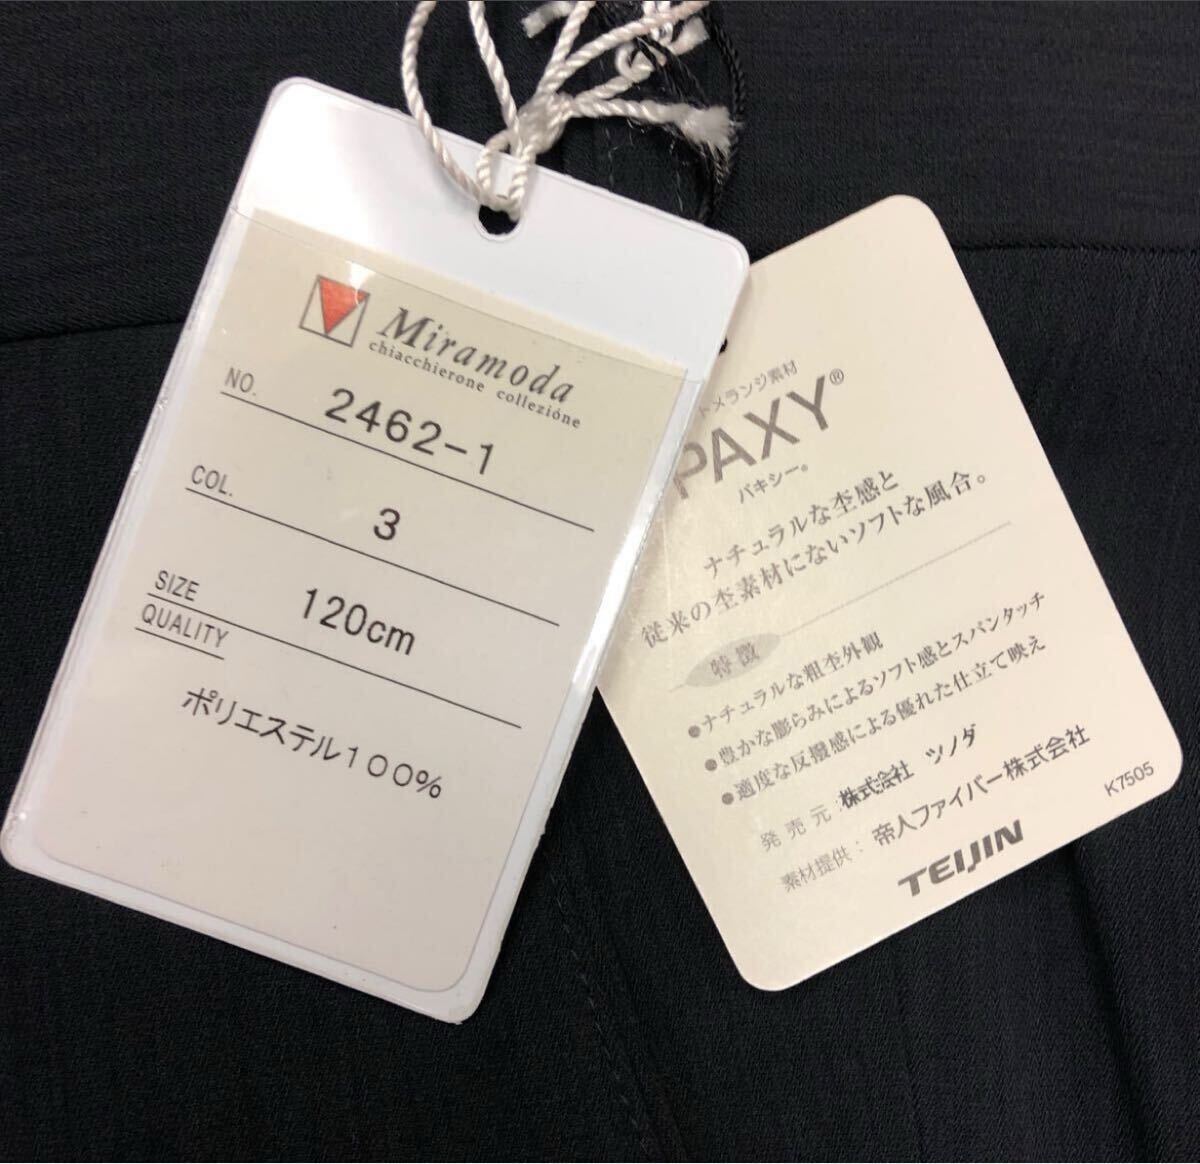 Miramoda
chiacchierone collezióne
NO. 2462-1
COL. 3
SIZE 120cm
QUALITY
ポリエステル100%
トメランジ素材
PAXY®
パキシー。
ナチュラルな杢感と
従来の杢素材にないソフトな風合。
特徴
●ナチュラルな粗杢外観
●豊かな膨らみによるソフト感とスパンタッチ
●適度な反撥感による優れた仕立て映え
発売元:株式会社 ツノダ
素材提供:帝人ファイバー株式会社
TEIJIN
K7505